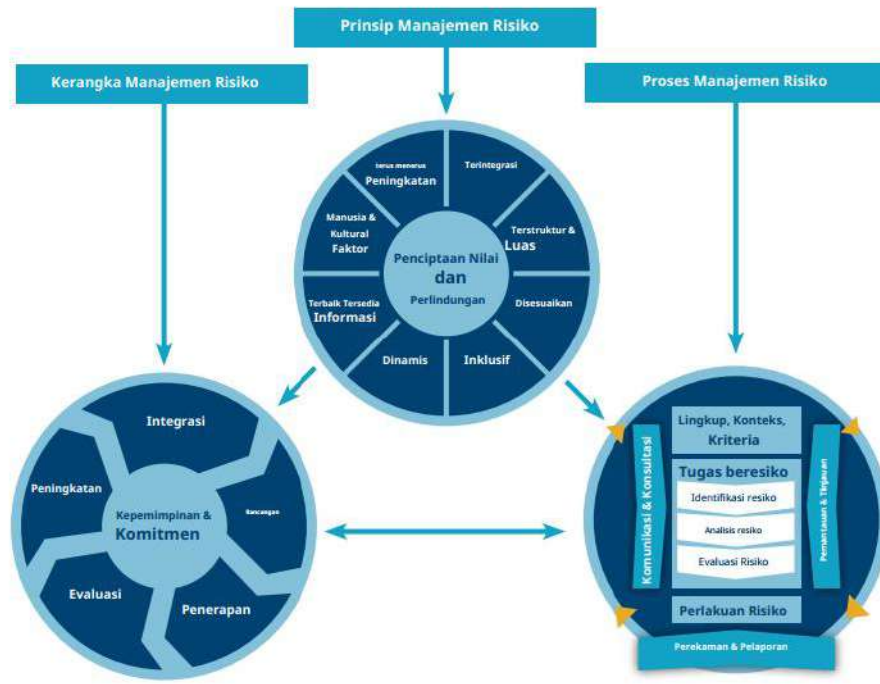 Prinsip Manajemen Risiko
Kerangka Manajemen Risiko
Proses Manajemen Risiko
terus menerus
Peningkatan
Terintegrasi
Manusia &
Kultural
Faktor
Terstruktur &
Luas
Penciptaan Nilai
dan
Perlindungan
Terbaik Tersedia
Informasi
Disesuaikan
Dinamis
Inklusif
Integrasi
Peningkatan
Rancangan
Kepemimpinan &
Komitmen
Evaluasi
Penerapan
Lingkup, Konteks,
Kriteria
Komunikasi & Konsultasi
Tugas beresiko
Identifikasi resiko
Analisis resiko
Evaluasi Risiko
Pemantauan & Tinjauan
Perlakuan Risiko
Perekaman & Pelaporan